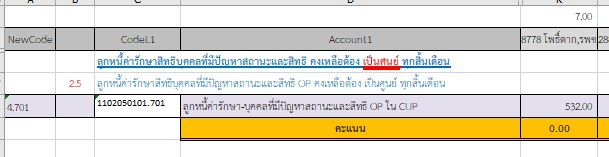 A B C D K
7.00
NewCode CodeL1 Account1 8778 โพธิ์ตาก,รพช 28
ลูกหนี้ค่ารักษาสิทธิบุคคลที่มีปัญหาสถานะและสิทธิ คงเหลือต้อง เป็นศูนย์ ทุกสิ้นเดือน
2.5 ลูกหนี้ค่ารักษาสิทธิบุคคลที่มีปัญหาสถานะและสิทธิ OP คงเหลือต้อง เป็นศูนย์ ทุกสิ้นเดือน
4.701 1102050101.701 ลูกหนี้ค่ารักษา-บุคคลที่มีปัญหาสถานะและสิทธิ OP ใน CUP 532.00
คะแนน 0.00